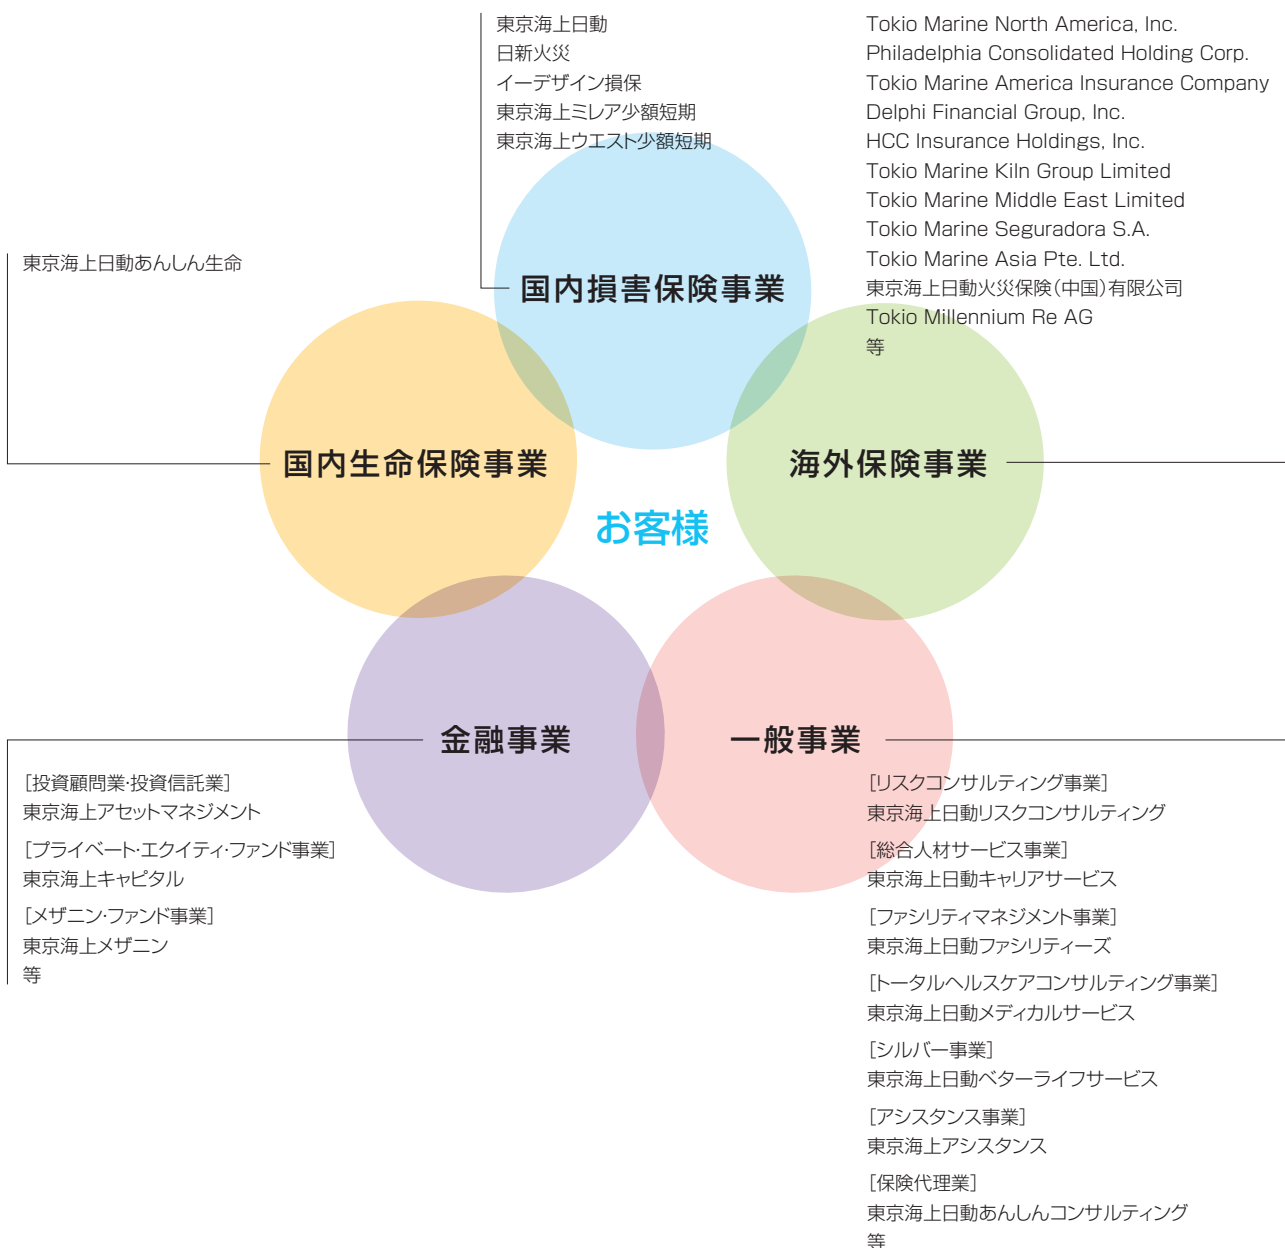 東京海上日動
日新火災
イーデザイン損保
東京海上ミレア少額短期
東京海上ウエスト少額短期
国内損害保険事業
Tokio Marine North America, Inc.
Philadelphia Consolidated Holding Corp.
Tokio Marine America Insurance Company
Delphi Financial Group, Inc.
HCC Insurance Holdings, Inc.
Tokio Marine Kiln Group Limited
Tokio Marine Middle East Limited
Tokio Marine Seguradora S.A.
Tokio Marine Asia Pte. Ltd.
東京海上日動火災保険(中国)有限公司
Tokio Millennium Re AG
等
海外保険事業
東京海上日動あんしん生命
国内生命保険事業
お客様
金融事業
[投資顧問業・投資信託業]
東京海上アセットマネジメント
[プライベート・エクイティ・ファンド事業]
東京海上キャピタル
[メザニン・ファンド事業]
東京海上メザニン
等
一般事業
[リスクコンサルティング事業]
東京海上日動リスクコンサルティング
[総合人材サービス事業]
東京海上日動キャリアサービス
[ファシリティマネジメント事業]
東京海上日動ファシリティーズ
[トータルヘルスケアコンサルティング事業]
東京海上日動メディカルサービス
[シルバー事業]
東京海上日動ベターライフサービス
[アシスタンス事業]
東京海上アシスタンス
[保険代理業]
東京海上日動あんしんコンサルティング
等